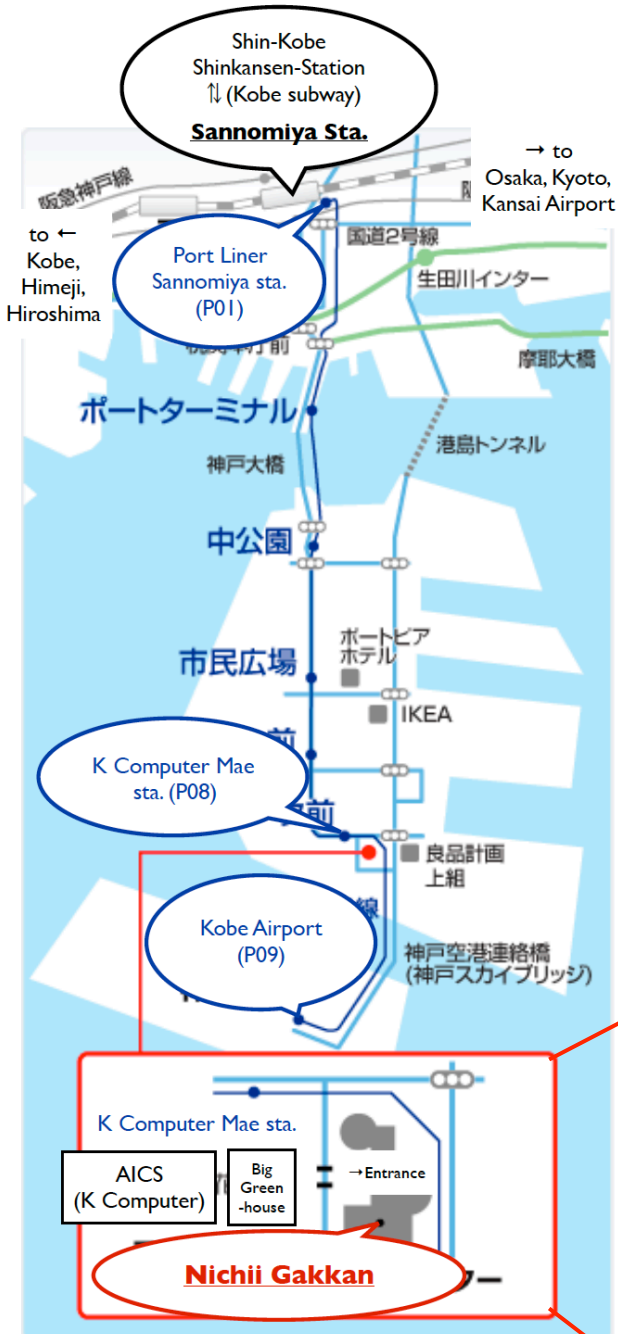 Shin-Kobe
Shinkansen-Station
⇅ (Kobe subway)
Sannomiya Sta.
→ to
Osaka, Kyoto,
Kansai Airport
阪急神戸線
to ←
Kobe,
Himeji,
Hiroshima
Port Liner
Sannomiya sta.
(P01)
国道2号線
生田川インター
摩耶大橋
ポートターミナル
港島トンネル
神戸大橋
中公園
ポートピア
ホテル
市民広場
IKEA
前
K Computer Mae
sta. (P08)
前
良品計画
上組
線
Kobe Airport
(P09)
神戸空港連絡橋
(神戸スカイブリッジ)
K Computer Mae sta.
AICS
(K Computer)
Big
Green
-house
→Entrance
Nichii Gakkan
ター